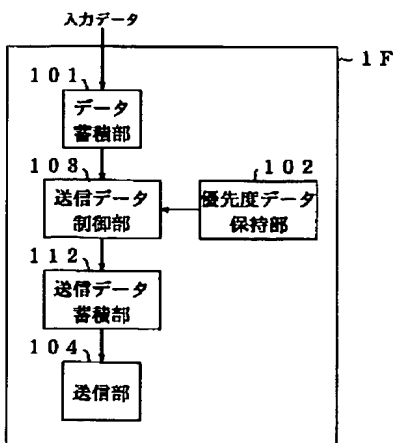 入力データ
1F
101
データ
蓄積部
103
送信データ
制御部
102
優先度データ
保持部
112
送信データ
蓄積部
104
送信部